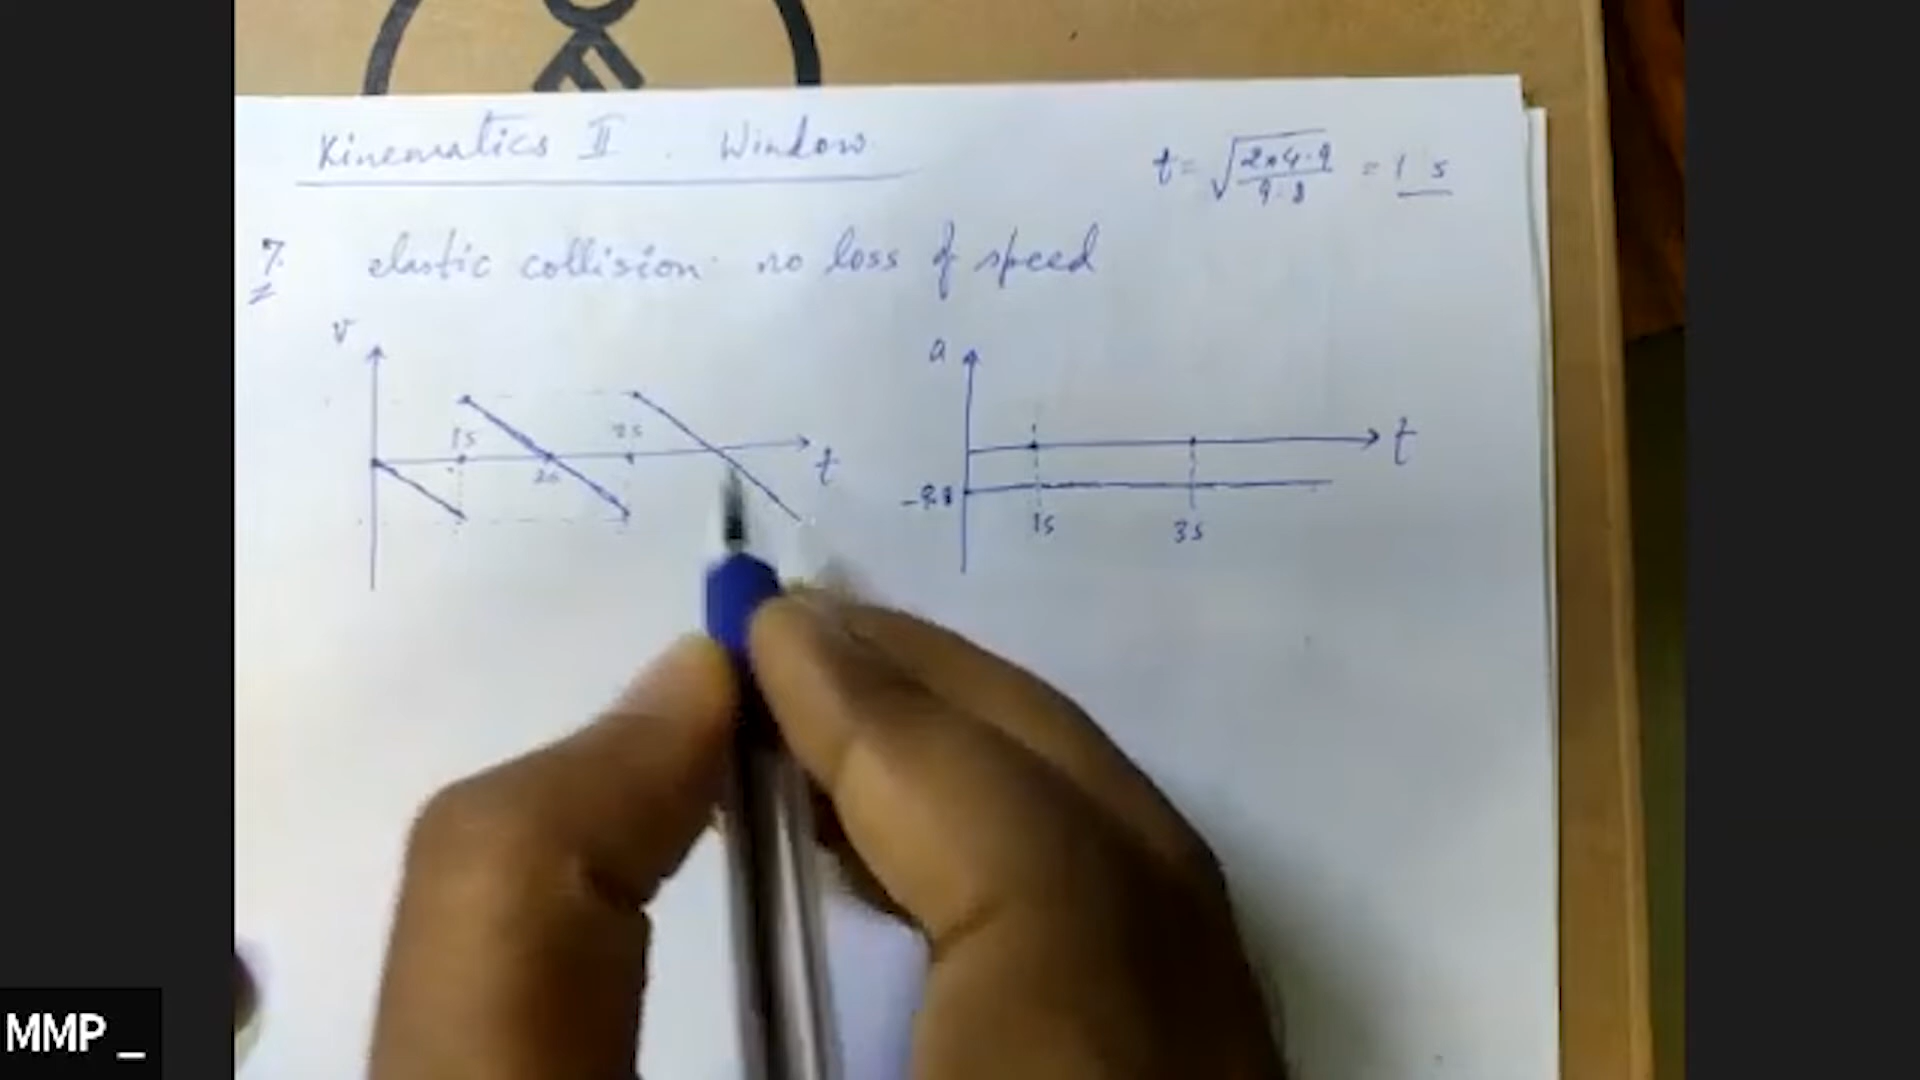 Kinematics II. Window.
t = √(2×4.9/9.8) = 1 s
7. elastic collision: no loss of speed
v
a
1s
2s
t
t
-9.8
1s
3s